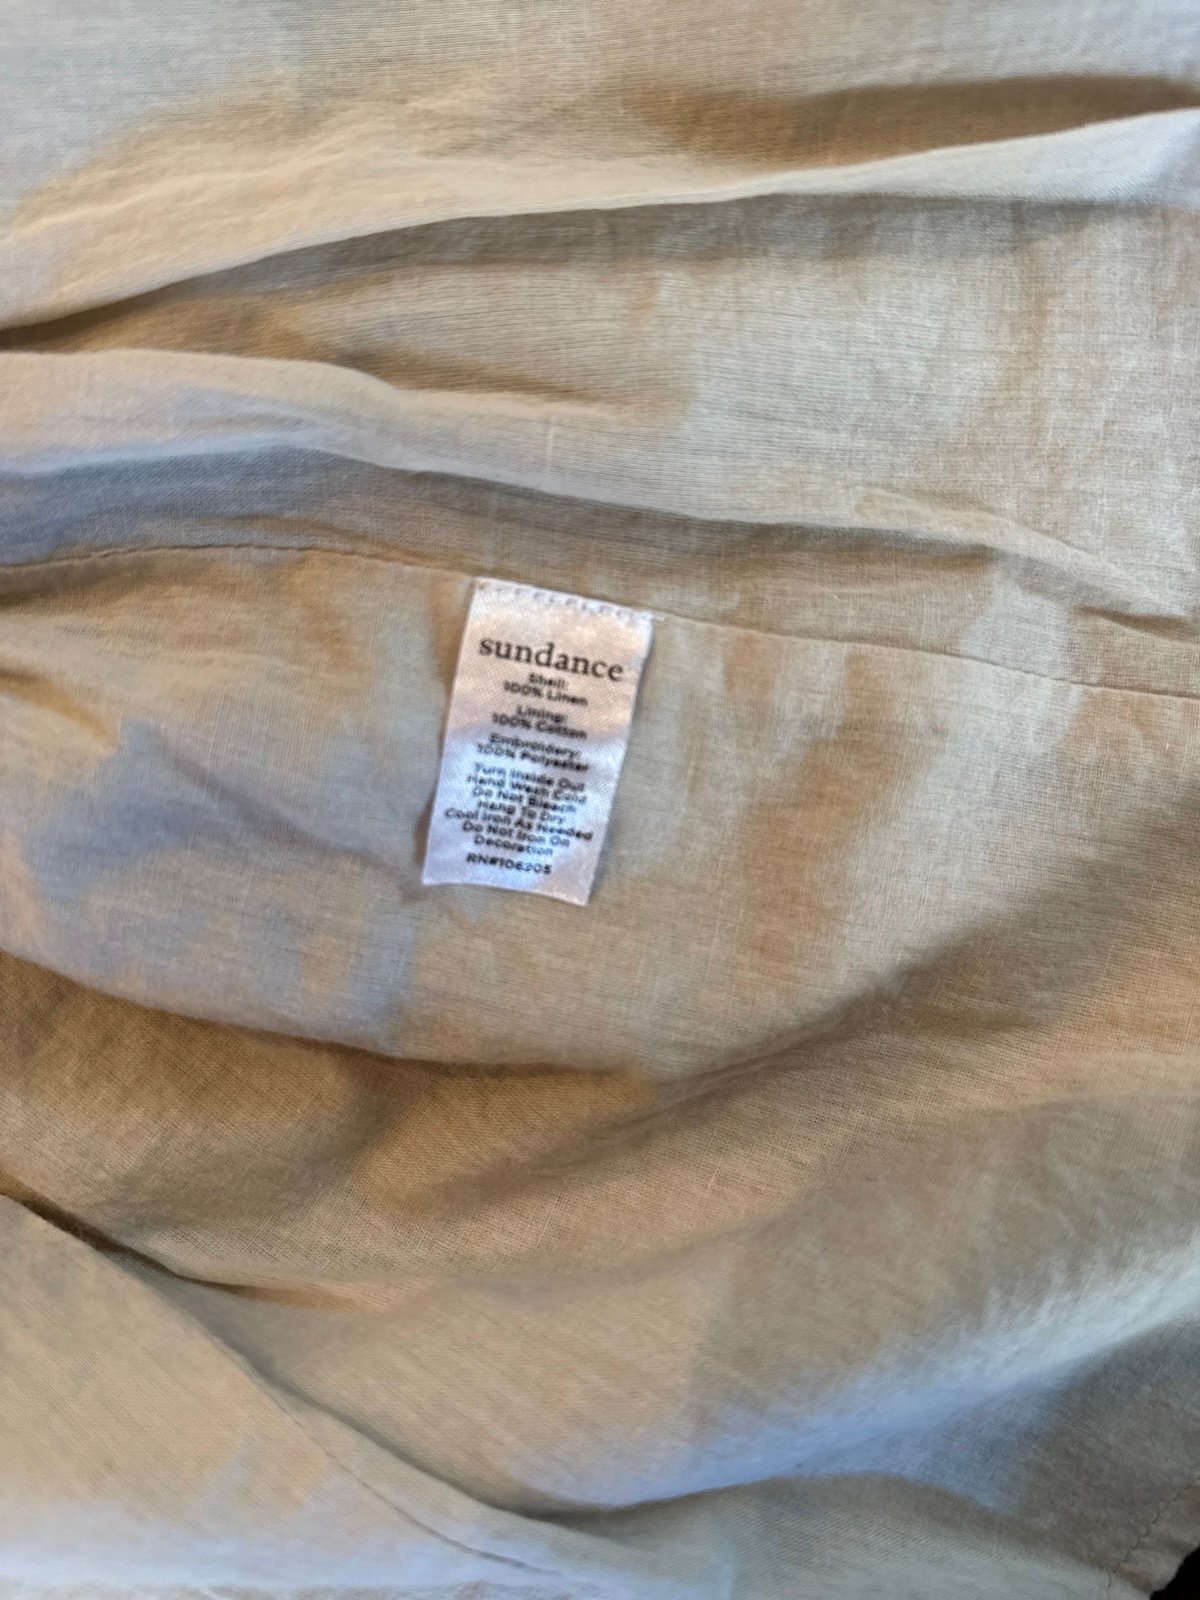 sundance
Shell:
100% Linen
Lining:
100% Cotton
Embroidery:
100% Polyester
Turn Inside Out
Hand Wash Cold
Do Not Bleach
Hang To Dry
Cool Iron As Needed
Do Not Iron On
Decoration
RN#106205